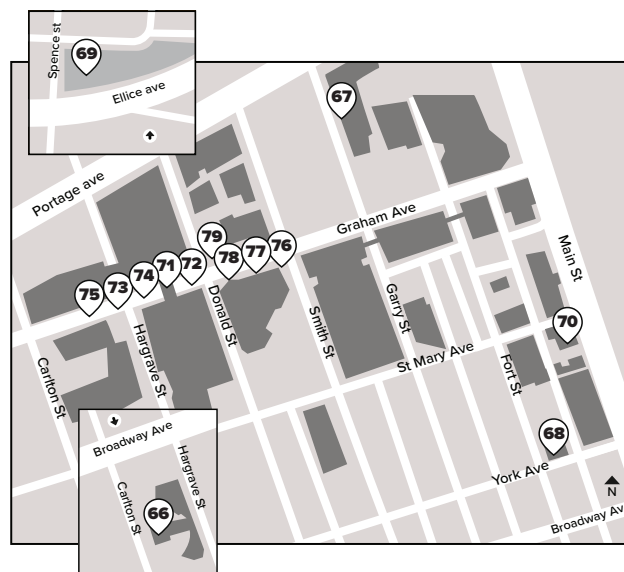 Spence st
69
Ellice ave
67
Portage ave
Graham Ave
79
76
77
78
72
71
74
73
75
Main St
Donald St
Smith St
Garry St
Hargrave St
Carlton St
70
St Mary Ave
Fort St
Broadway Ave
68
York Ave
N
Hargrave St
Carlton St
66
Broadway Av